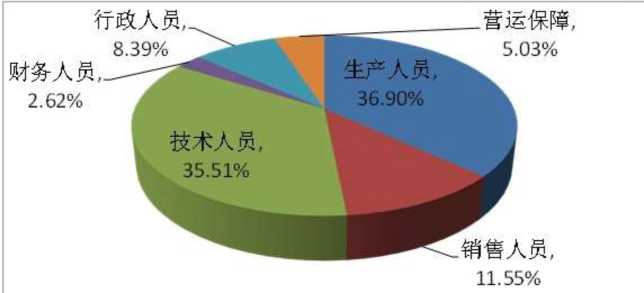 行政人员,
8.39%
营运保障,
5.03%
财务人员,
2.62%
生产人员,
36.90%
技术人员,
35.51%
销售人员,
11.55%